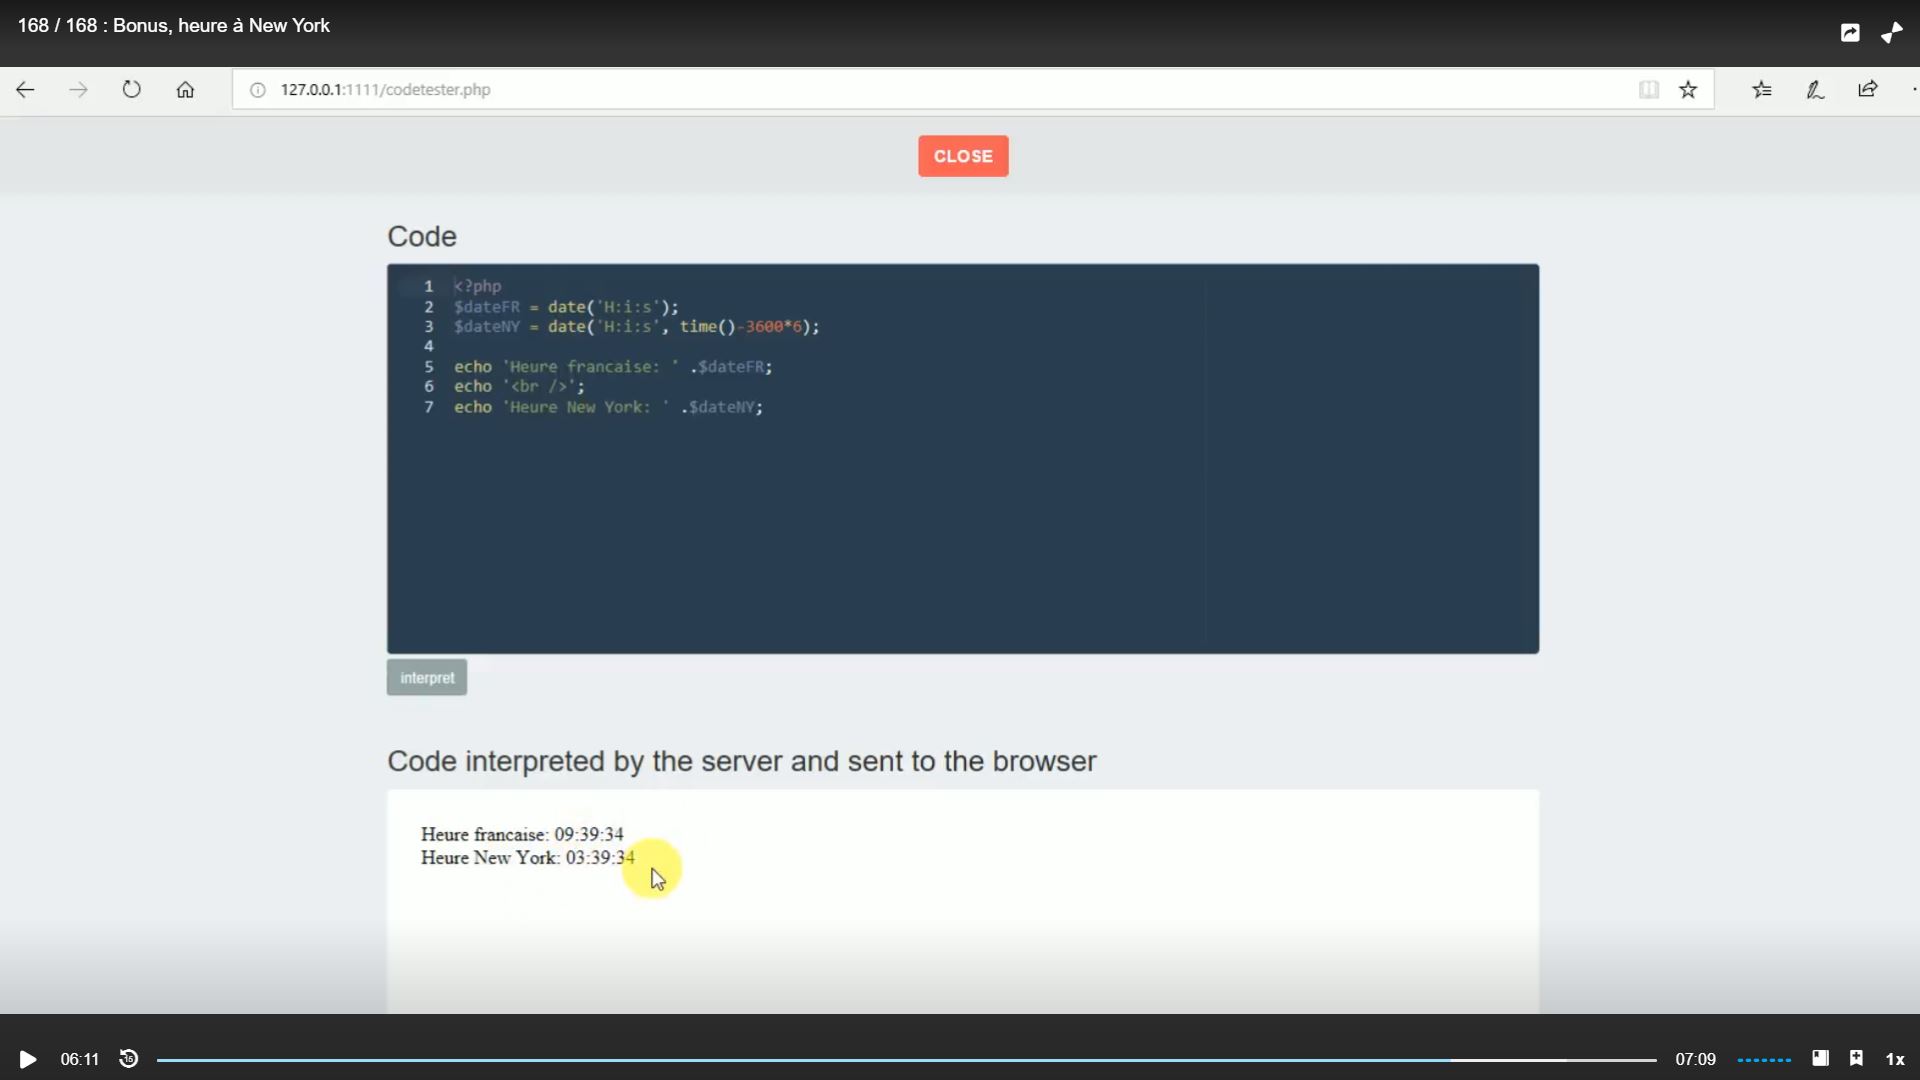 168 / 168 : Bonus, heure à New York
127.0.0.1:1111/codetester.php
CLOSE
Code
1 <?php
2 $dateFR = date('H:i:s');
3 $dateNY = date('H:i:s', time()-3600*6);
4
5 echo 'Heure francaise: ' .$dateFR;
6 echo '<br />';
7 echo 'Heure New York: ' .$dateNY;
interpret
Code interpreted by the server and sent to the browser
Heure francaise: 09:39:34
Heure New York: 03:39:34
06:11 15 07:09 1x